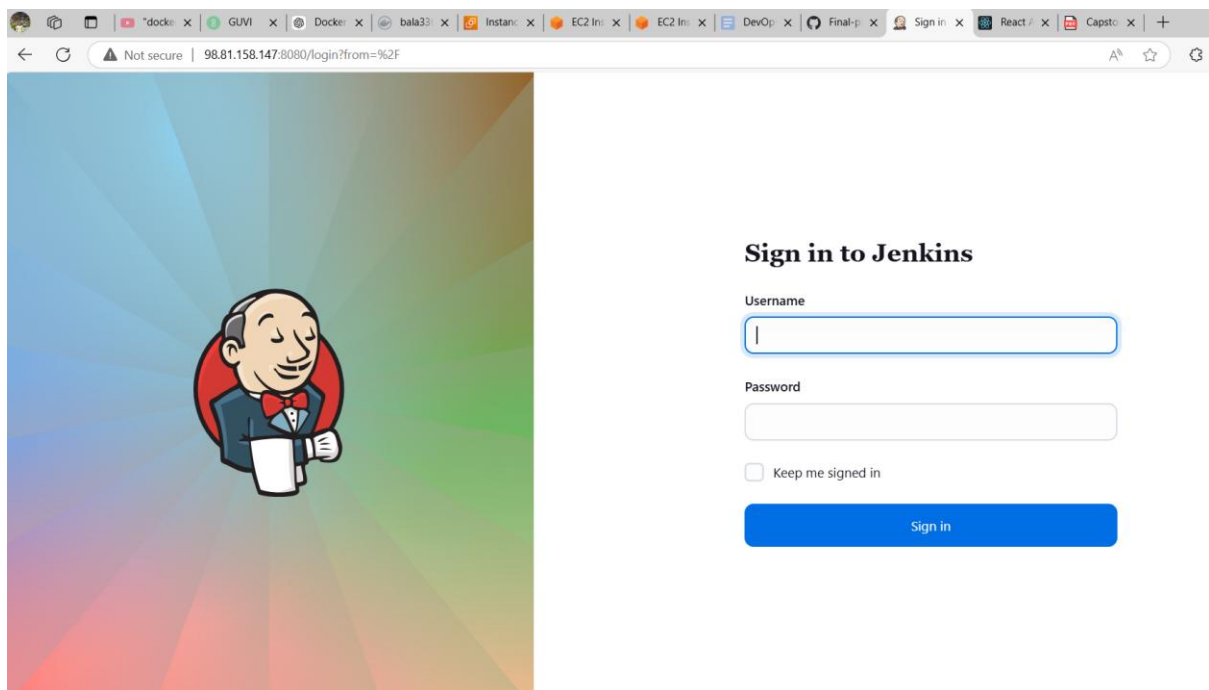 "docke
GUVI
Docker
bala33
Instanc
EC2 Ins
EC2 Ins
DevOp
Final-p
Sign in
React A
Capsto
Not secure | 98.81.158.147:8080/login?from=%2F
Sign in to Jenkins
Username
Password
Keep me signed in
Sign in